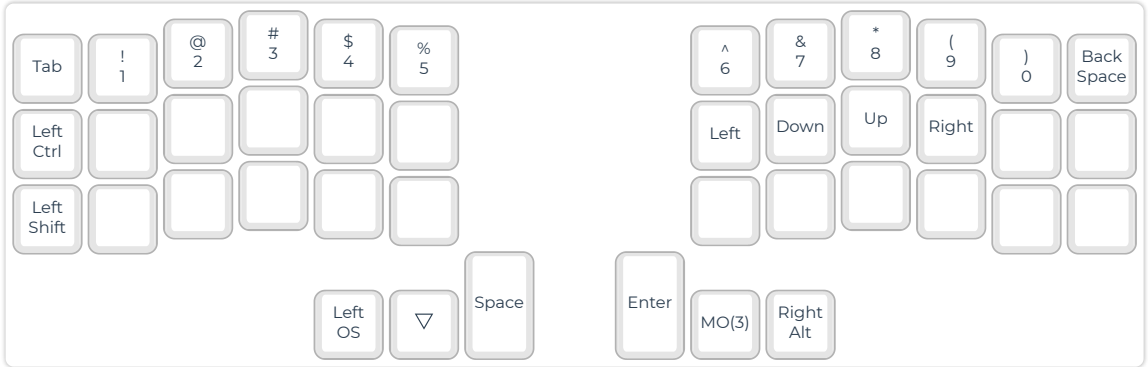 Tab
!
1
@
2
#
3
$
4
%
5
^
6
&
7
*
8
(
9
)
0
Back
Space
Left
Ctrl
Left
Down
Up
Right
Left
Shift
Left
OS
▽
Space
Enter
MO(3)
Right
Alt